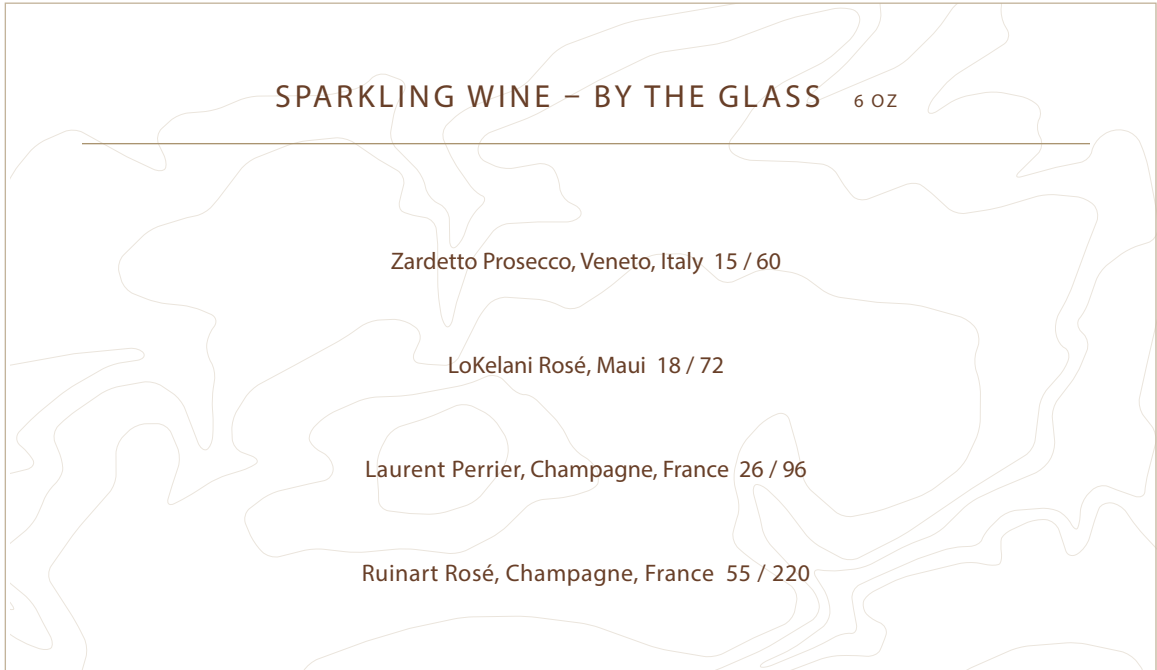 SPARKLING WINE – BY THE GLASS 6 OZ
Zardetto Prosecco, Veneto, Italy 15 / 60
LoKelani Rosé, Maui 18 / 72
Laurent Perrier, Champagne, France 26 / 96
Ruinart Rosé, Champagne, France 55 / 220